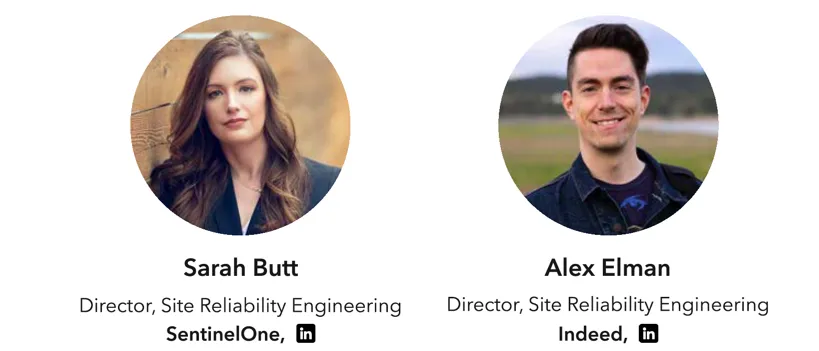 Sarah Butt
Director, Site Reliability Engineering
SentinelOne, in
Alex Elman
Director, Site Reliability Engineering
Indeed, in